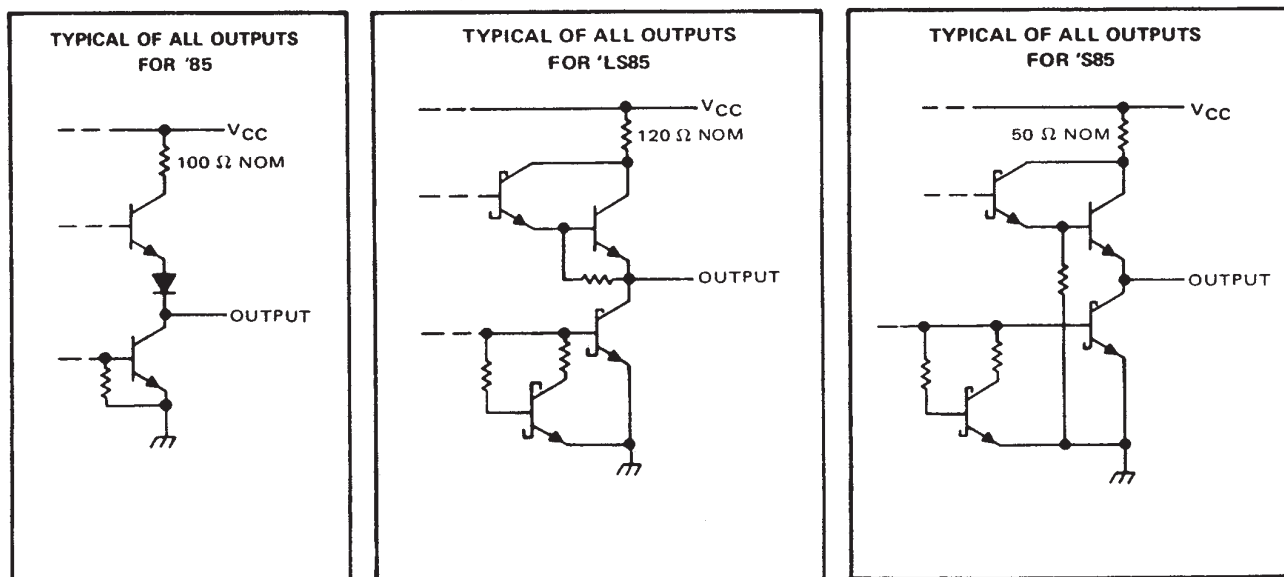 TYPICAL OF ALL OUTPUTS
FOR '85
VCC
100 Ω NOM
OUTPUT
TYPICAL OF ALL OUTPUTS
FOR 'LS85
VCC
120 Ω NOM
OUTPUT
TYPICAL OF ALL OUTPUTS
FOR 'S85
VCC
50 Ω NOM
OUTPUT